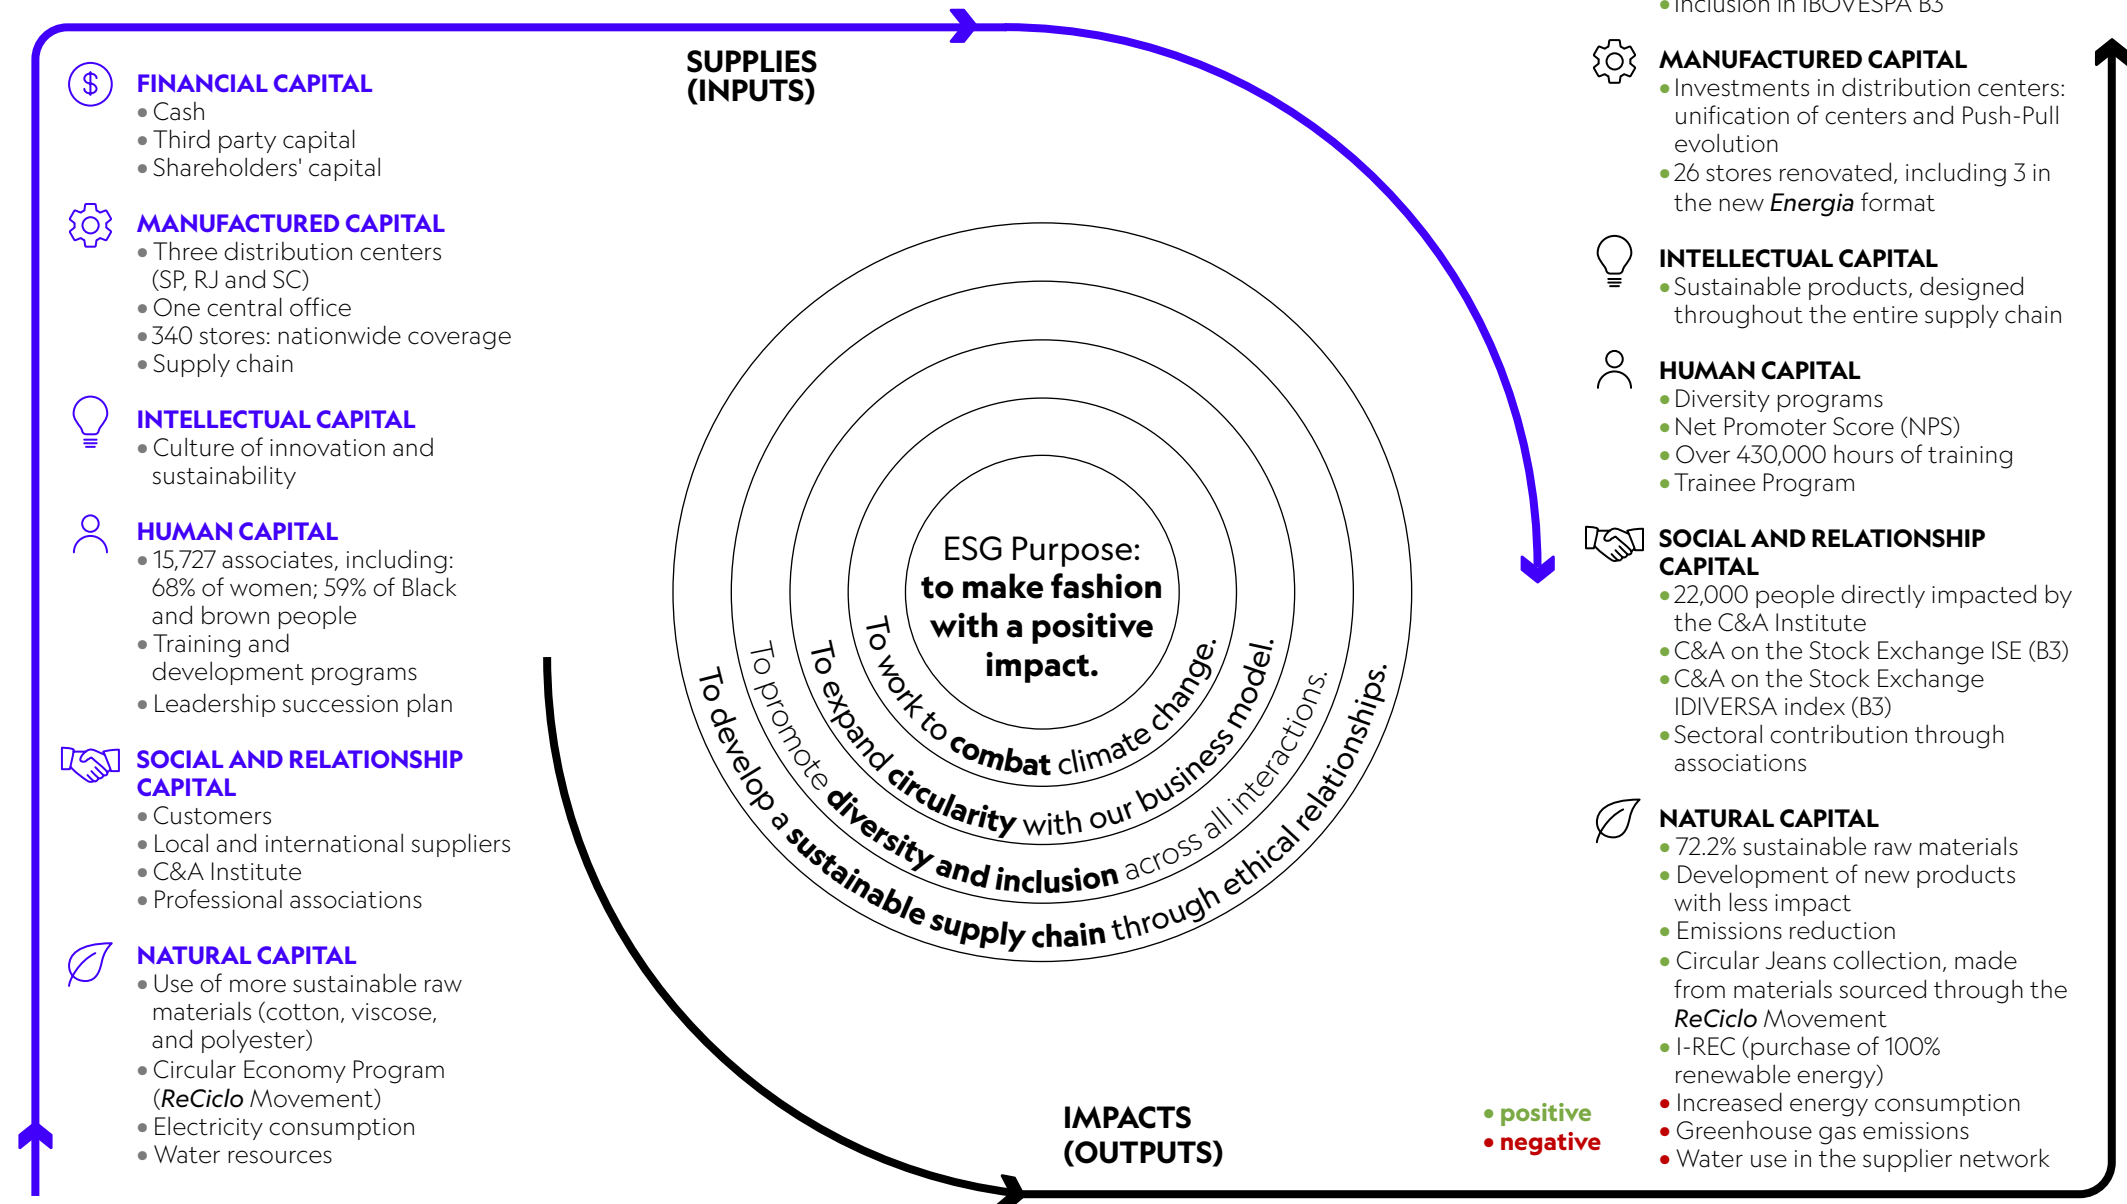 SUPPLIES
(INPUTS)
$
FINANCIAL CAPITAL
• Cash
• Third party capital
• Shareholders' capital
MANUFACTURED CAPITAL
• Three distribution centers
(SP, RJ and SC)
• One central office
• 340 stores: nationwide coverage
• Supply chain
INTELLECTUAL CAPITAL
• Culture of innovation and
sustainability
HUMAN CAPITAL
• 15,727 associates, including:
68% of women; 59% of Black
and brown people
• Training and
development programs
• Leadership succession plan
SOCIAL AND RELATIONSHIP
CAPITAL
• Customers
• Local and international suppliers
• C&A Institute
• Professional associations
NATURAL CAPITAL
• Use of more sustainable raw
materials (cotton, viscose,
and polyester)
• Circular Economy Program
(ReCiclo Movement)
• Electricity consumption
• Water resources
ESG Purpose:
to make fashion
with a positive
impact.
To work to combat climate change.
To expand circularity with our business model.
To promote diversity and inclusion across all interactions.
To develop a sustainable supply chain through ethical relationships.
IMPACTS
(OUTPUTS)
• positive
• negative
• Inclusion in IBOVESPA B3
MANUFACTURED CAPITAL
• Investments in distribution centers:
unification of centers and Push-Pull
evolution
• 26 stores renovated, including 3 in
the new Energia format
INTELLECTUAL CAPITAL
• Sustainable products, designed
throughout the entire supply chain
HUMAN CAPITAL
• Diversity programs
• Net Promoter Score (NPS)
• Over 430,000 hours of training
• Trainee Program
SOCIAL AND RELATIONSHIP
CAPITAL
• 22,000 people directly impacted by
the C&A Institute
• C&A on the Stock Exchange ISE (B3)
• C&A on the Stock Exchange
IDIVERSA index (B3)
• Sectoral contribution through
associations
NATURAL CAPITAL
• 72.2% sustainable raw materials
• Development of new products
with less impact
• Emissions reduction
• Circular Jeans collection, made
from materials sourced through the
ReCiclo Movement
• I-REC (purchase of 100%
renewable energy)
• Increased energy consumption
• Greenhouse gas emissions
• Water use in the supplier network